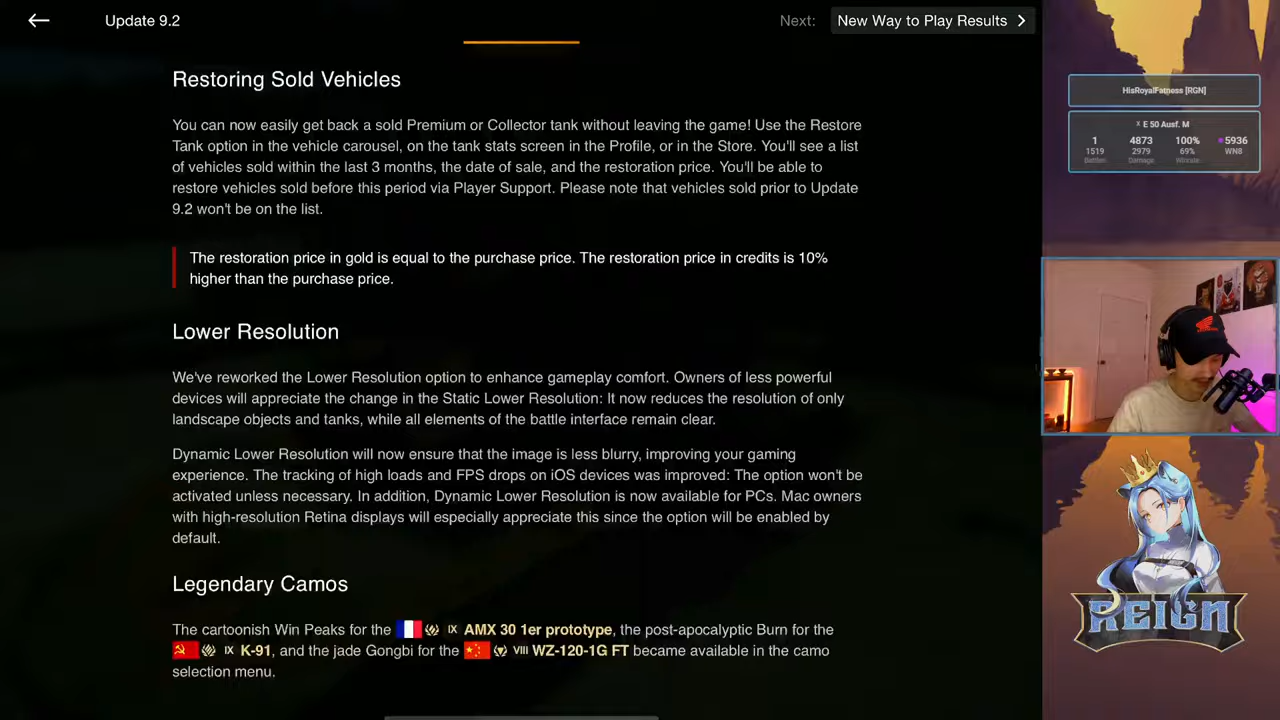 Update 9.2
Next: New Way to Play Results
Restoring Sold Vehicles
You can now easily get back a sold Premium or Collector tank without leaving the game! Use the Restore
Tank option in the vehicle carousel, on the tank stats screen in the Profile, or in the Store. You'll see a list
of vehicles sold within the last 3 months, the date of sale, and the restoration price. You'll be able to
restore vehicles sold before this period via Player Support. Please note that vehicles sold prior to Update
9.2 won't be on the list.
The restoration price in gold is equal to the purchase price. The restoration price in credits is 10%
higher than the purchase price.
Lower Resolution
We've reworked the Lower Resolution option to enhance gameplay comfort. Owners of less powerful
devices will appreciate the change in the Static Lower Resolution: It now reduces the resolution of only
landscape objects and tanks, while all elements of the battle interface remain clear.
Dynamic Lower Resolution will now ensure that the image is less blurry, improving your gaming
experience. The tracking of high loads and FPS drops on iOS devices was improved: The option won't be
activated unless necessary. In addition, Dynamic Lower Resolution is now available for PCs. Mac owners
with high-resolution Retina displays will especially appreciate this since the option will be enabled by
default.
Legendary Camos
The cartoonish Win Peaks for the IX AMX 30 1er prototype, the post-apocalyptic Burn for the
IX K-91, and the jade Gongbi for the VIII WZ-120-1G FT became available in the camo
selection menu.
HisRoyalFatness [RGN]
X E 50 Ausf. M
1 4873 100% 5936
1519 2979 69% WN8
Battles Damage Winrate
REIGN